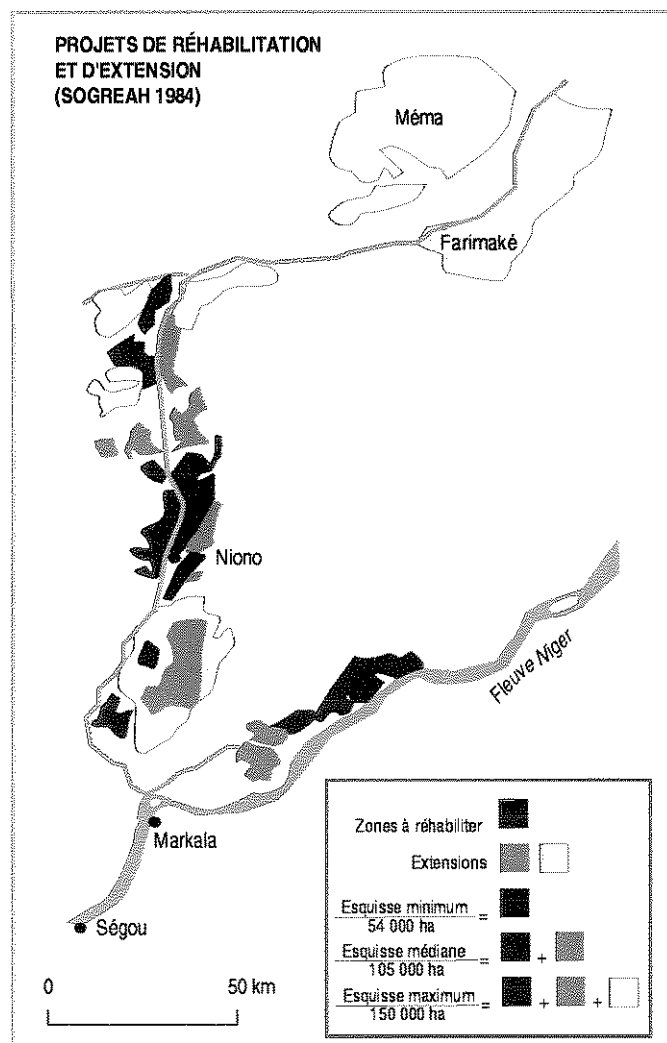 PROJETS DE RÉHABILITATION
ET D'EXTENSION
(SOGREAH 1984)
Méma
Farimaké
Niono
Fleuve Niger
Markala
Ségou
0 50 km
Zones à réhabiliter
Extensions
Esquisse minimum =
54 000 ha
Esquisse médiane = +
105 000 ha
Esquisse maximum = + +
150 000 ha